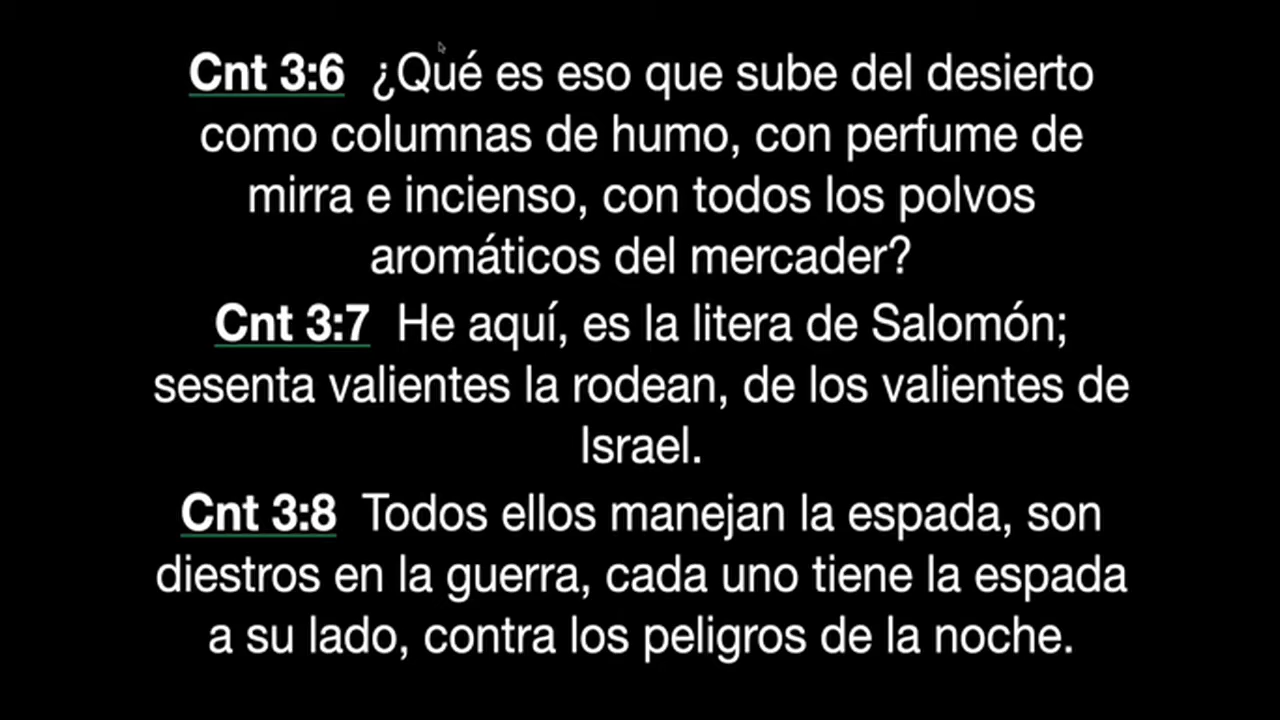 Cnt 3:6 ¿Qué es eso que sube del desierto
como columnas de humo, con perfume de
mirra e incienso, con todos los polvos
aromáticos del mercader?
Cnt 3:7 He aquí, es la litera de Salomón;
sesenta valientes la rodean, de los valientes de
Israel.
Cnt 3:8 Todos ellos manejan la espada, son
diestros en la guerra, cada uno tiene la espada
a su lado, contra los peligros de la noche.